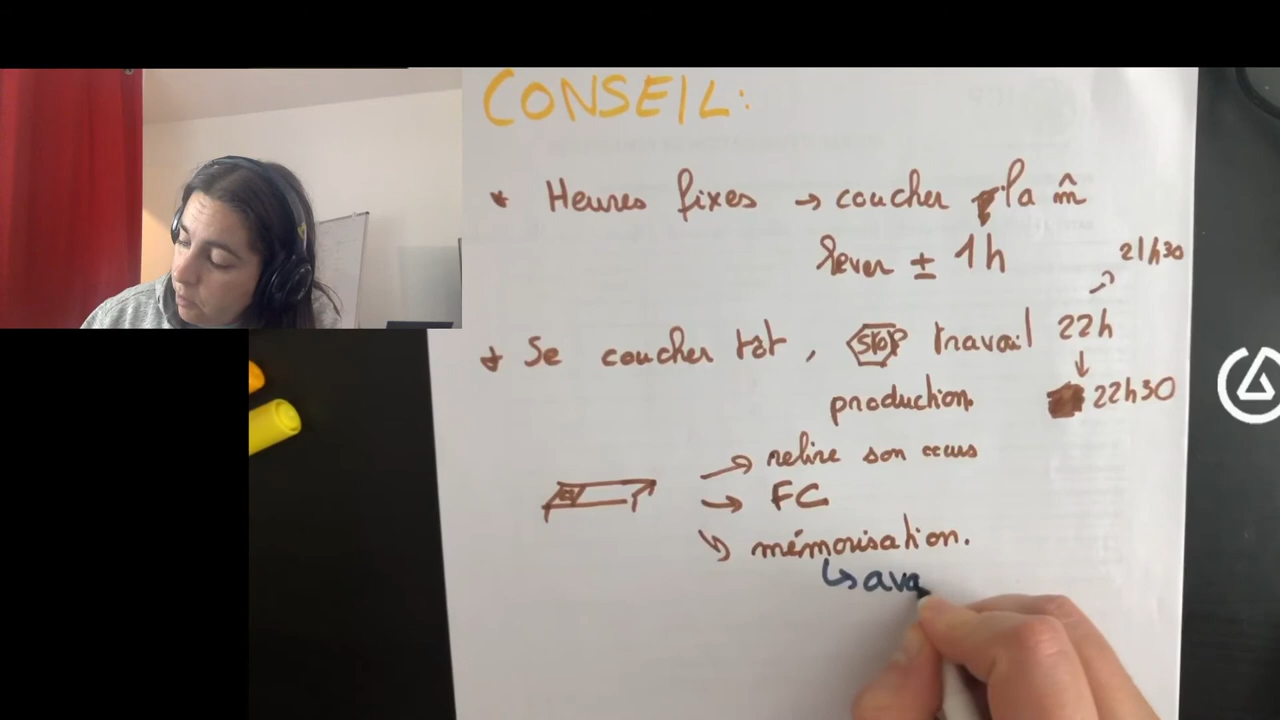 CONSEIL:
* Heures fixes → coucher la m̂
lever ± 1h
21h30
* Se coucher tôt, STOP travail 22h
production.
22h30
→ relire son cours
→ FC
↳ mémorisation.
↳ ava